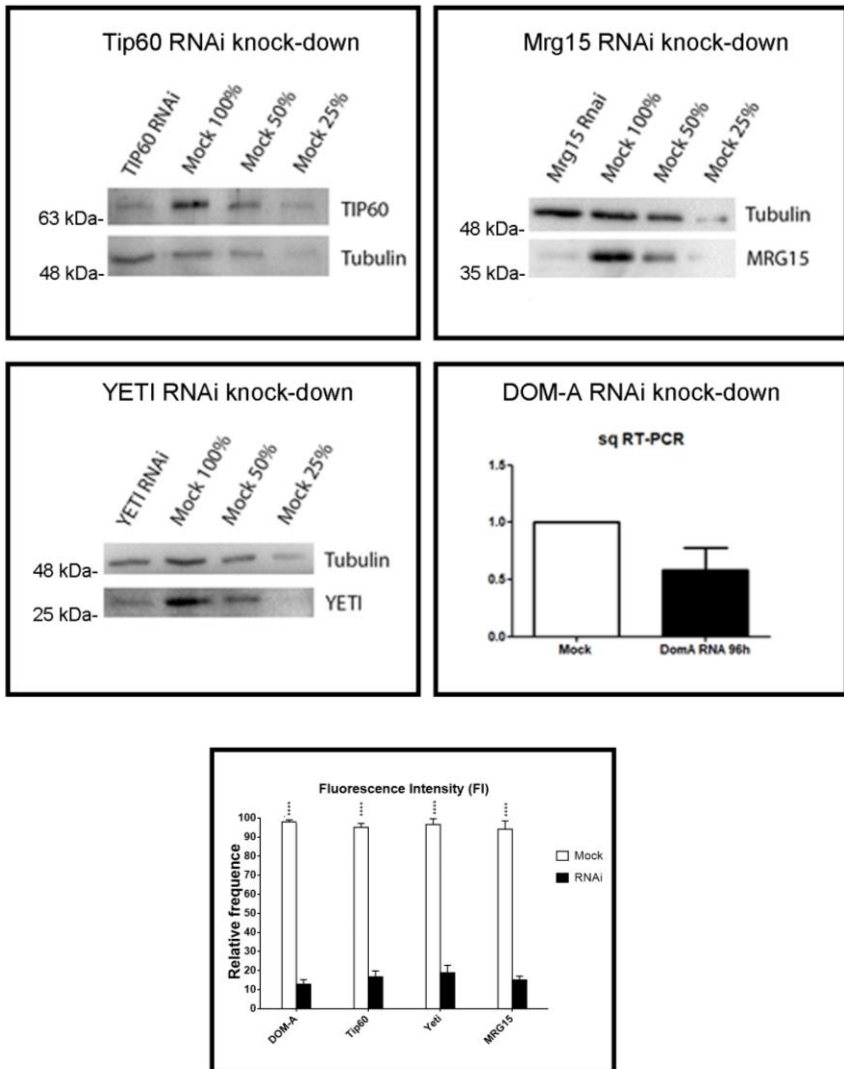 Tip60 RNAi knock-down
TIP60 RNAi
Mock 100%
Mock 50%
Mock 25%
63 kDa-
TIP60
48 kDa-
Tubulin
Mrg15 RNAi knock-down
Mrg15 Rnai
Mock 100%
Mock 50%
Mock 25%
48 kDa-
Tubulin
35 kDa-
MRG15
YETI RNAi knock-down
YETI RNAi
Mock 100%
Mock 50%
Mock 25%
48 kDa-
Tubulin
25 kDa-
YETI
DOM-A RNAi knock-down
sq RT-PCR
1.5
1.0
0.5
0.0
Mock
DomA RNA 96h
Fluorescence Intensity (FI)
Relative frequence
100
90
80
70
60
50
40
30
20
10
0
**** **** **** ****
DOM-A
Tip60
Yeti
MRG15
Mock
RNAi